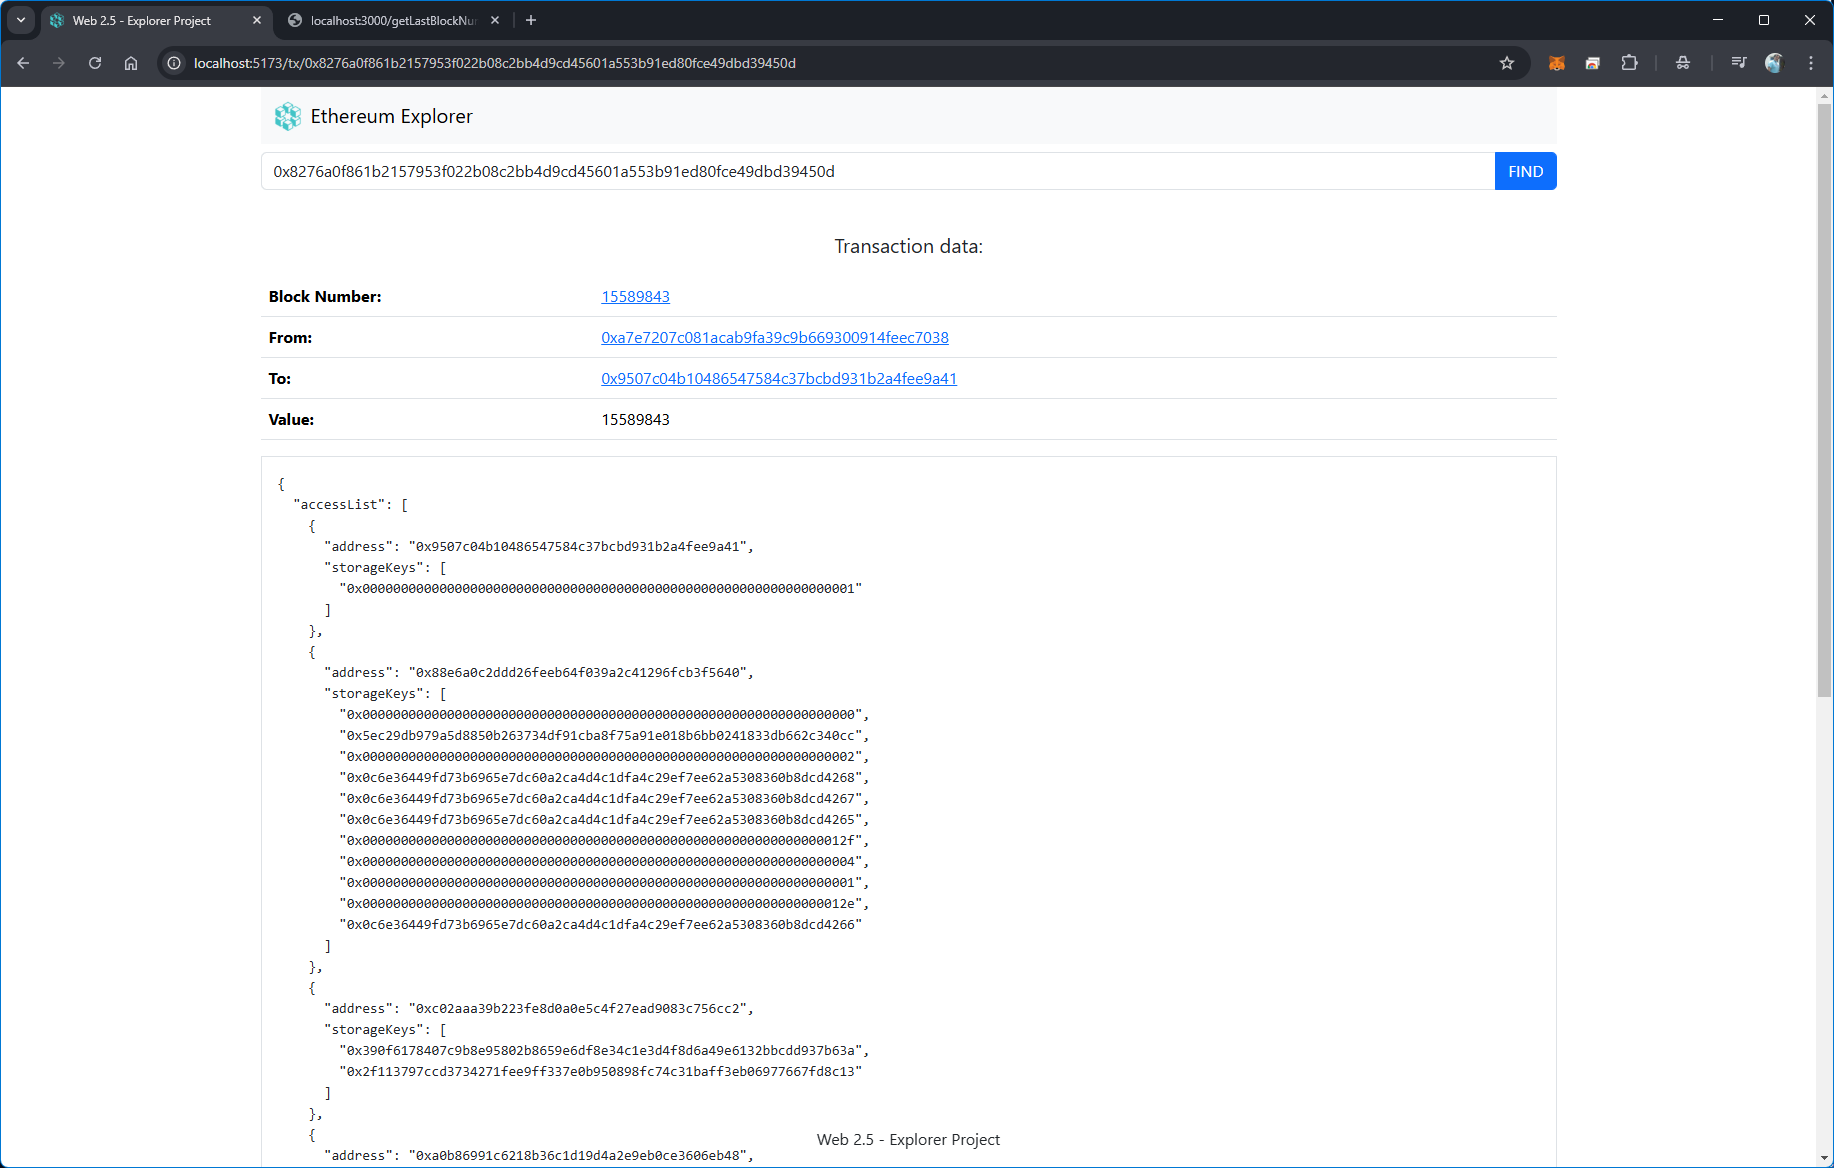 Web 2.5 - Explorer Project
localhost:3000/getLastBlockNu
localhost:5173/tx/0x8276a0f861b2157953f022b08c2bb4d9cd45601a553b91ed80fce49dbd39450d
Ethereum Explorer
0x8276a0f861b2157953f022b08c2bb4d9cd45601a553b91ed80fce49dbd39450d
FIND
Transaction data:
Block Number: 15589843
From: 0xa7e7207c081acab9fa39c9b669300914feec7038
To: 0x9507c04b10486547584c37bcbd931b2a4fee9a41
Value: 15589843
{
"accessList": [
{
"address": "0x9507c04b10486547584c37bcbd931b2a4fee9a41",
"storageKeys": [
"0x0000000000000000000000000000000000000000000000000000000000000001"
]
},
{
"address": "0x88e6a0c2ddd26feeb64f039a2c41296fcb3f5640",
"storageKeys": [
"0x0000000000000000000000000000000000000000000000000000000000000000",
"0x5ec29db979a5d8850b263734df91cba8f75a91e018b6bb0241833db662c340cc",
"0x0000000000000000000000000000000000000000000000000000000000000002",
"0x0c6e36449fd73b6965e7dc60a2ca4d4c1dfa4c29ef7ee62a5308360b8dcd4268",
"0x0c6e36449fd73b6965e7dc60a2ca4d4c1dfa4c29ef7ee62a5308360b8dcd4267",
"0x0c6e36449fd73b6965e7dc60a2ca4d4c1dfa4c29ef7ee62a5308360b8dcd4265",
"0x000000000000000000000000000000000000000000000000000000000000012f",
"0x0000000000000000000000000000000000000000000000000000000000000004",
"0x0000000000000000000000000000000000000000000000000000000000000001",
"0x000000000000000000000000000000000000000000000000000000000000012e",
"0x0c6e36449fd73b6965e7dc60a2ca4d4c1dfa4c29ef7ee62a5308360b8dcd4266"
]
},
{
"address": "0xc02aaa39b223fe8d0a0e5c4f27ead9083c756cc2",
"storageKeys": [
"0x390f6178407c9b8e95802b8659e6df8e34c1e3d4f8d6a49e6132bbcdd937b63a",
"0x2f113797ccd3734271fee9ff337e0b950898fc74c31baff3eb06977667fd8c13"
]
},
{
Web 2.5 - Explorer Project
"address": "0xa0b86991c6218b36c1d19d4a2e9eb0ce3606eb48",